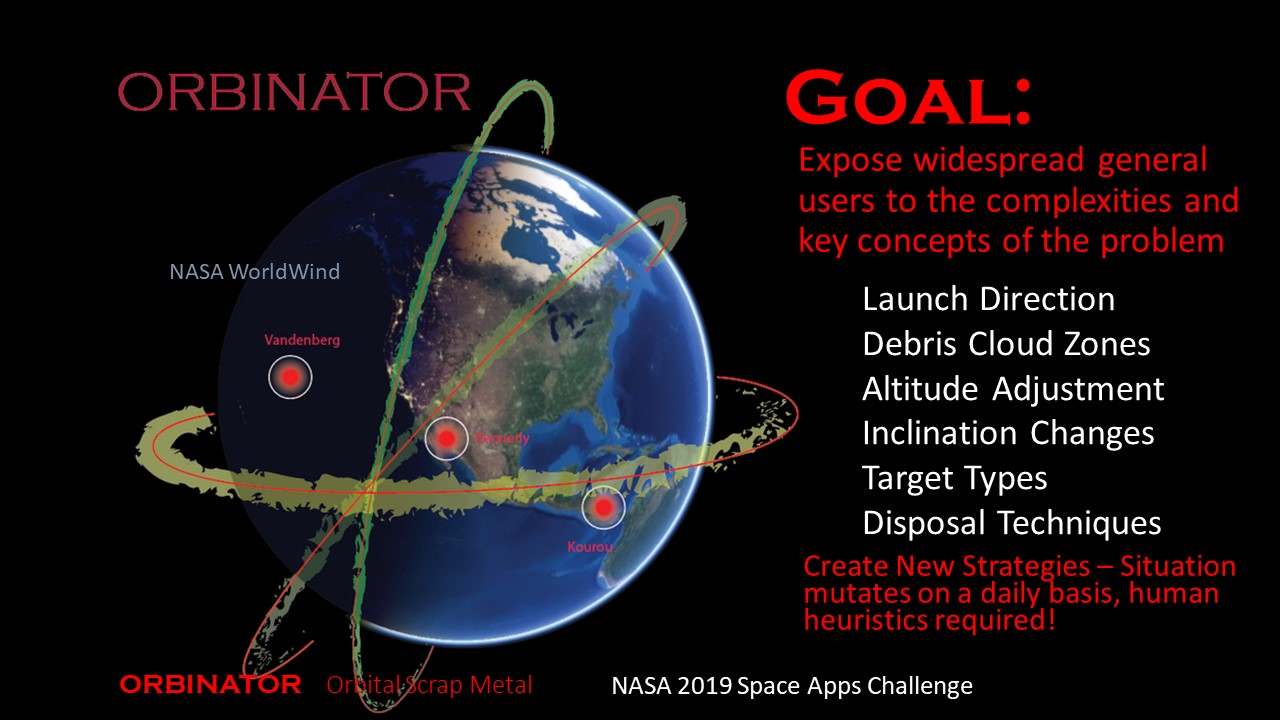 ORBINATOR
NASA WorldWind
Vandenberg
Kennedy
Kourou
GOAL:
Expose widespread general
users to the complexities and
key concepts of the problem
Launch Direction
Debris Cloud Zones
Altitude Adjustment
Inclination Changes
Target Types
Disposal Techniques
Create New Strategies – Situation
mutates on a daily basis, human
heuristics required!
ORBINATOR Orbital Scrap Metal
NASA 2019 Space Apps Challenge